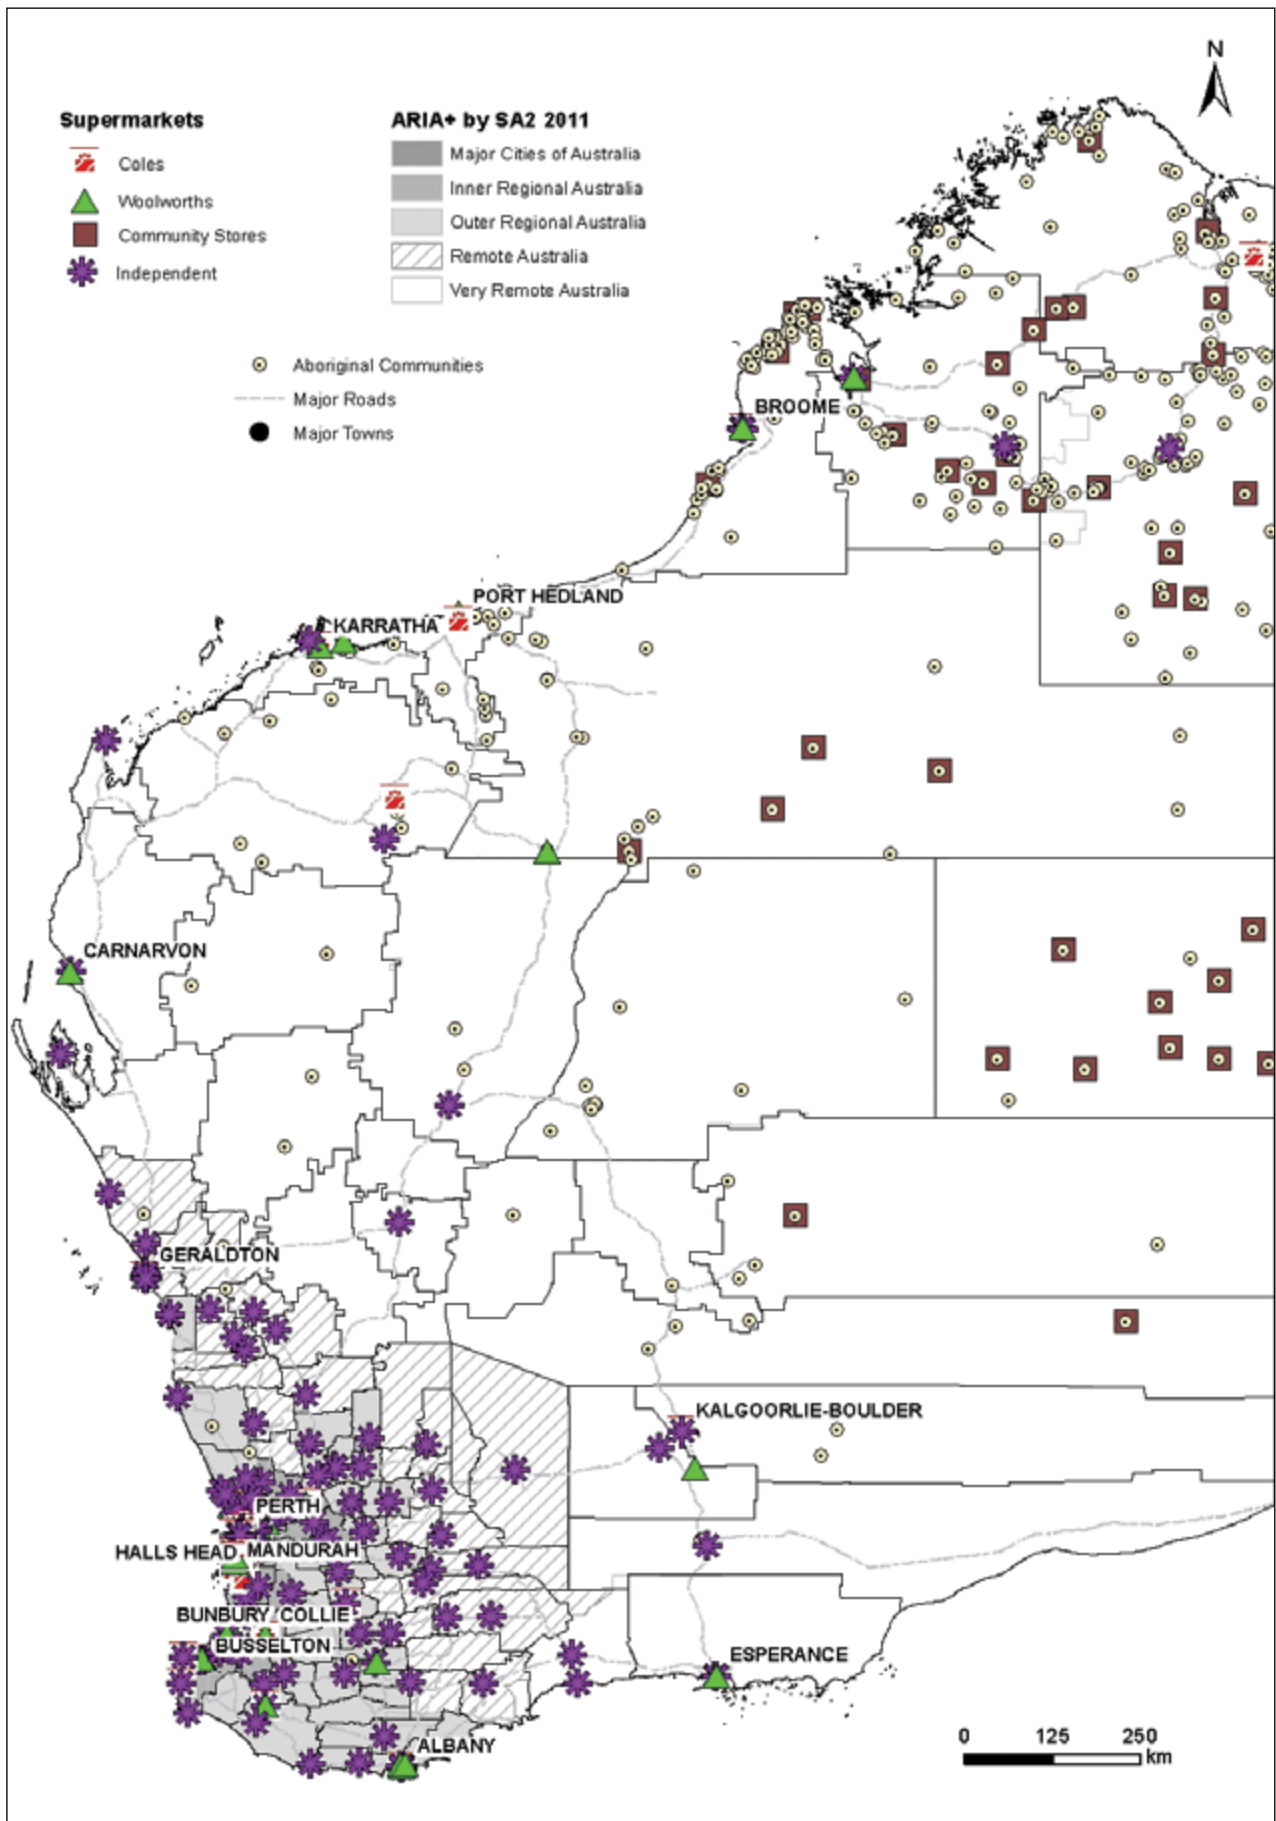 N
Supermarkets
Coles
Woolworths
Community Stores
Independent
ARIA+ by SA2 2011
Major Cities of Australia
Inner Regional Australia
Outer Regional Australia
Remote Australia
Very Remote Australia
Aboriginal Communities
Major Roads
Major Towns
BROOME
PORT HEDLAND
KARRATHA
CARNARVON
GERALDTON
KALGOORLIE-BOULDER
PERTH
HALLS HEAD
MANDURAH
BUNBURY
COLLIE
BUSSELTON
ESPERANCE
ALBANY
0 125 250
km